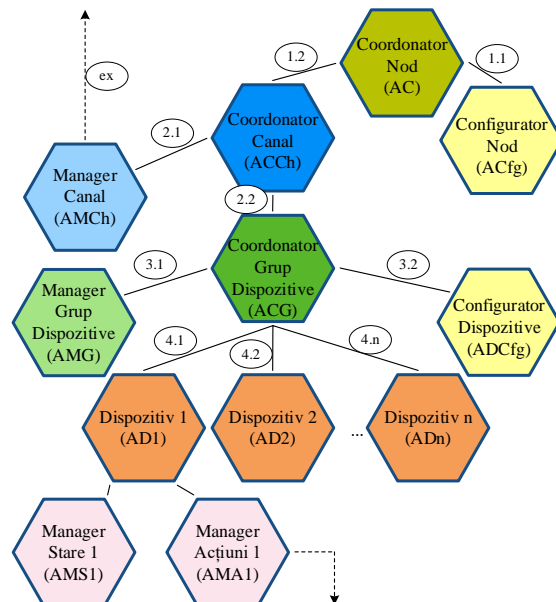 ex
1.2
Coordonator
Nod
(AC)
1.1
2.1
Coordonator
Canal
(ACCh)
Configurator
Nod
(ACfg)
Manager
Canal
(AMCh)
2.2
Coordonator
Grup
Dispozitive
(ACG)
3.1
3.2
Manager
Grup
Dispozitive
(AMG)
Configurator
Dispozitive
(ADCfg)
4.1
4.2
4.n
Dispozitiv 1
(AD1)
Dispozitiv 2
(AD2)
...
Dispozitiv n
(ADn)
Manager
Stare 1
(AMS1)
Manager
Acțiuni 1
(AMA1)